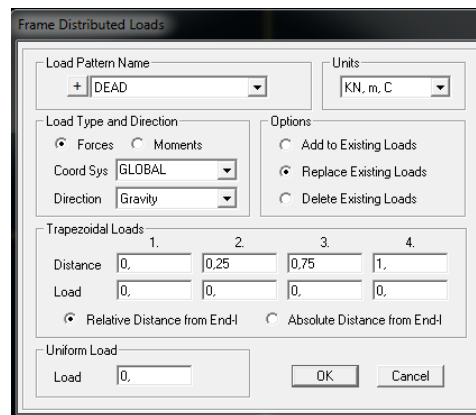 Frame Distributed Loads
Load Pattern Name
+ DEAD
Units
KN, m, C
Load Type and Direction
Forces Moments
Coord Sys GLOBAL
Direction Gravity
Options
Add to Existing Loads
Replace Existing Loads
Delete Existing Loads
Trapezoidal Loads
1. 2. 3. 4.
Distance 0, 0,25 0,75 1,
Load 0, 0, 0, 0,
Relative Distance from End-I Absolute Distance from End-I
Uniform Load
Load 0,
OK Cancel